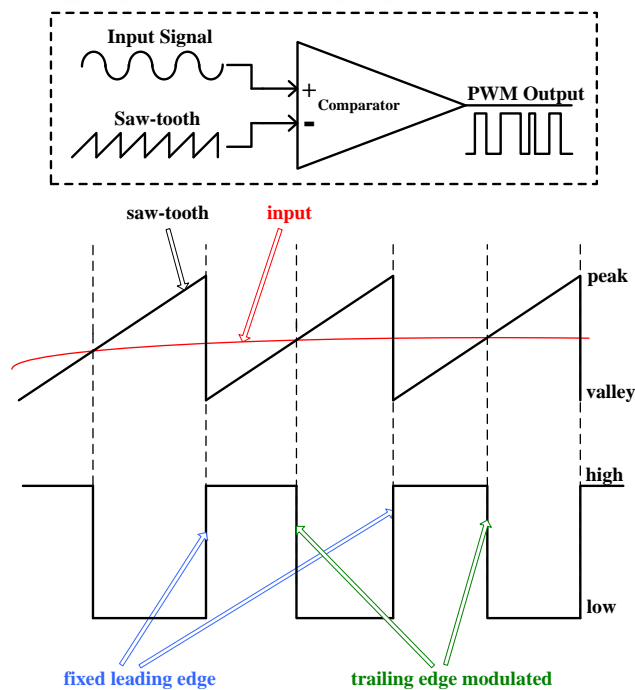 Input Signal
Saw-tooth
+
-
Comparator
PWM Output
saw-tooth
input
peak
valley
high
low
fixed leading edge
trailing edge modulated